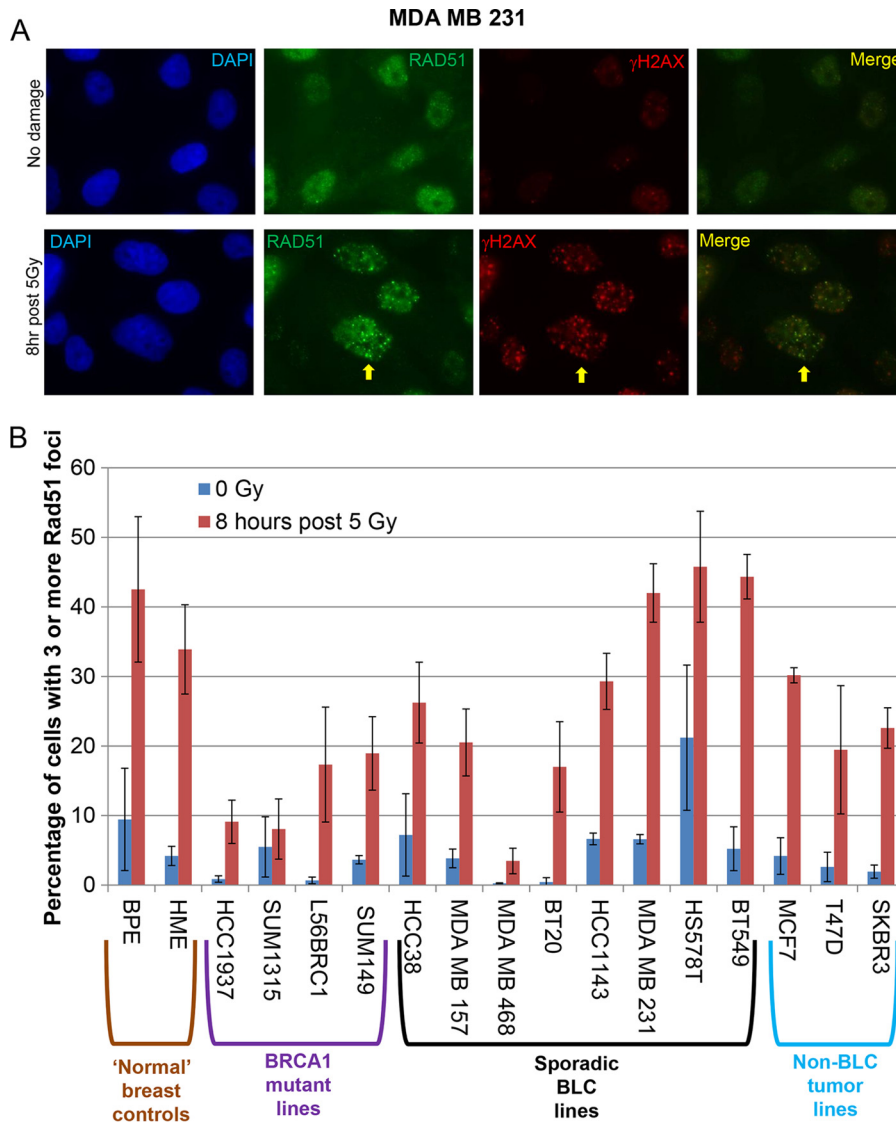 MDA MB 231
A
No damage
DAPI
RAD51
γH2AX
Merge
8hr post 5Gy
DAPI
RAD51
γH2AX
Merge
B
Percentage of cells with 3 or more Rad51 foci
60
50
40
30
20
10
0
0 Gy
8 hours post 5 Gy
BPE
HME
HCC1937
SUM1315
L56BRC1
SUM149
HCC38
MDA MB 157
MDA MB 468
BT20
HCC1143
MDA MB 231
HS578T
BT549
MCF7
T47D
SKBR3
'Normal'
breast
controls
BRCA1
mutant
lines
Sporadic
BLC
lines
Non-BLC
tumor
lines